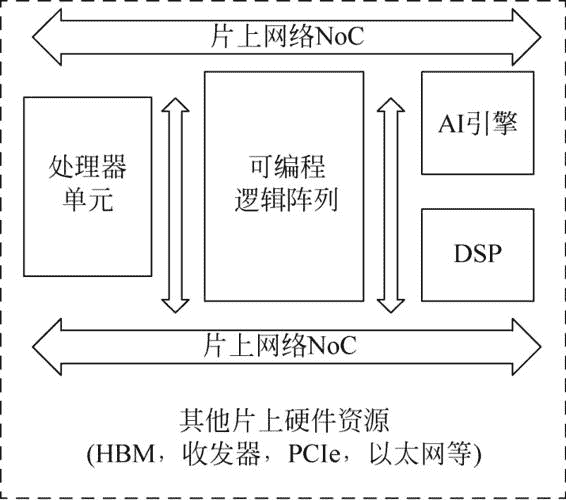 片上网络NoC
处理器
单元
可编程
逻辑阵列
AI引擎
DSP
片上网络NoC
其他片上硬件资源
(HBM，收发器，PCIe，以太网等)